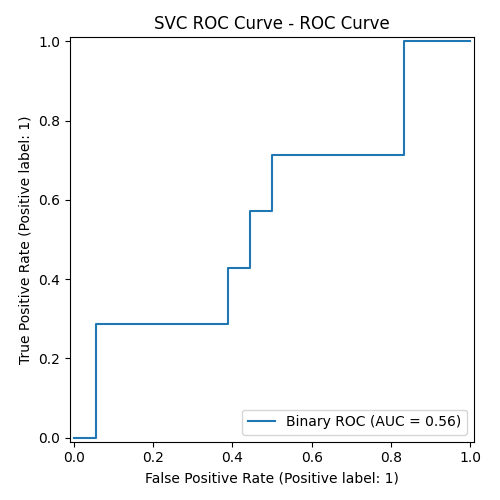 SVC ROC Curve - ROC Curve
True Positive Rate (Positive label: 1)
1.0
0.8
0.6
0.4
0.2
0.0
Binary ROC (AUC = 0.56)
0.0 0.2 0.4 0.6 0.8 1.0
False Positive Rate (Positive label: 1)